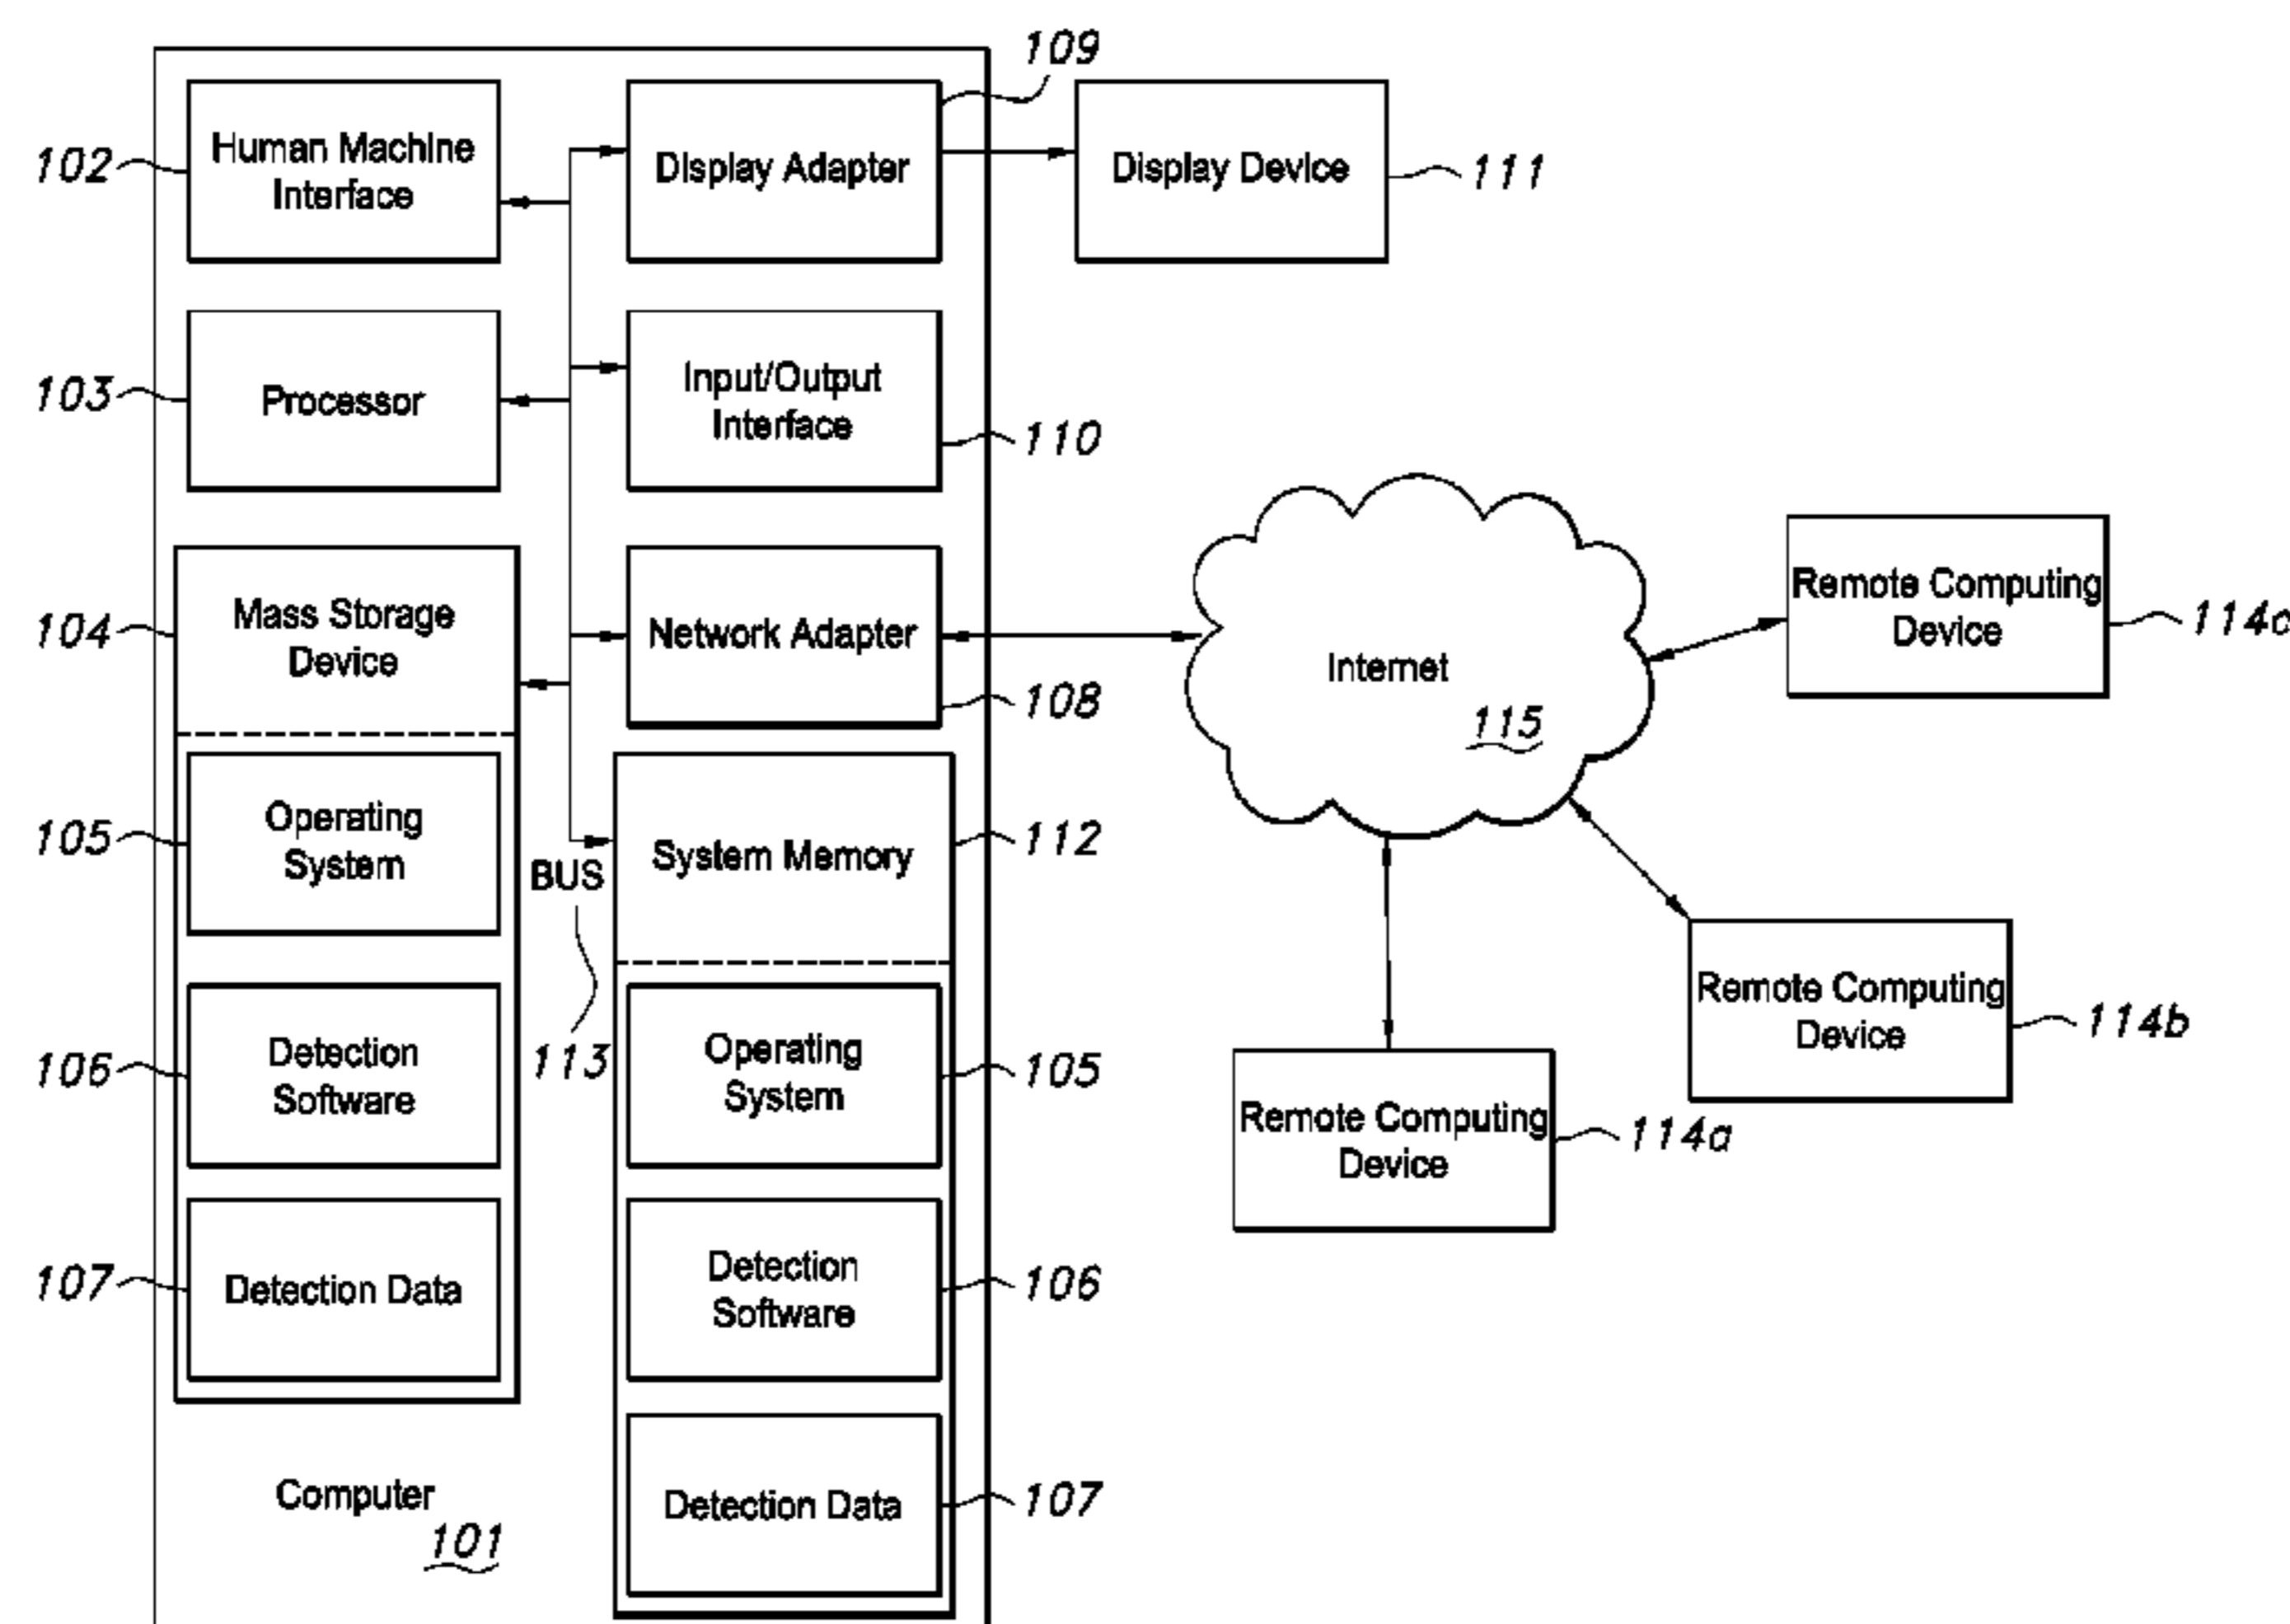 109
102
Human Machine
Interface
Display Adapter
Display Device
111
103
Processor
Input/Output
Interface
110
104
Mass Storage
Device
Network Adapter
108
Internet
115
Remote Computing
Device
114c
105
Operating
System
BUS
113
System Memory
112
Remote Computing
Device
114b
106
Detection
Software
Operating
System
105
Remote Computing
Device
114a
107
Detection Data
Detection
Software
106
Computer
101
Detection Data
107